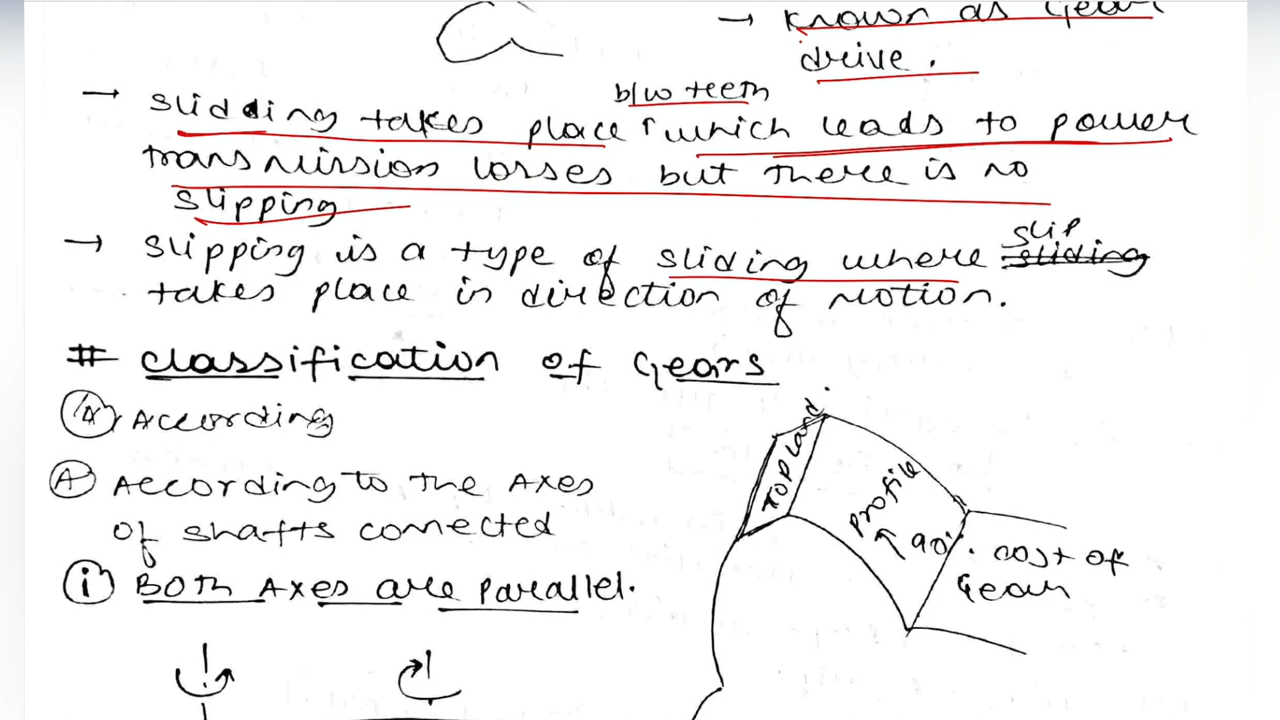 → known as Gear
drive.
b/w teeth
→ slidding takes place ↑ which leads to power
transmission losses but there is no
slipping
slip
→ slipping is a type of sliding where sliding
takes place in direction of motion.
# classification of Gears
According
(A) According to the Axes
of shafts connected
(i) BOTH Axes are parallel.
TOP Land
Profile
↑ 90%. cost of
Gear